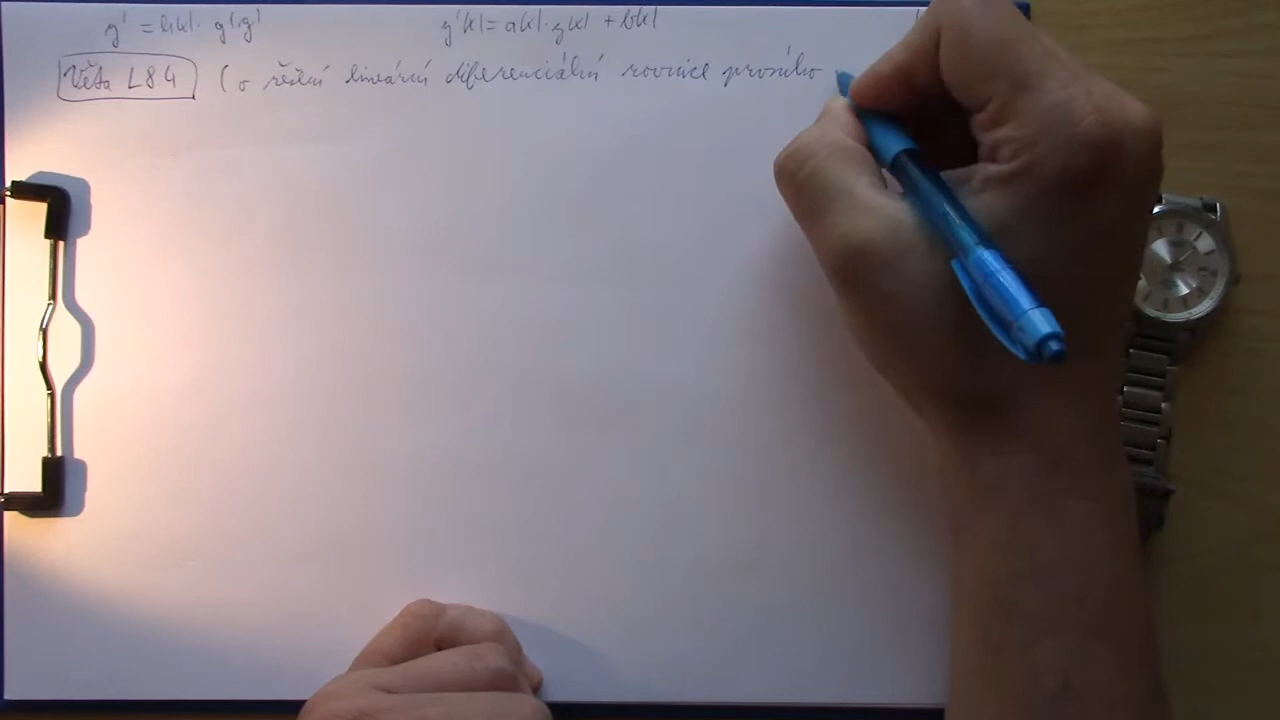 y' = h(x) · g(y) y'(x) = a(x) · y(x) + b(x)
Věta L8.4 (o řešení lineární diferenciální rovnice prvního